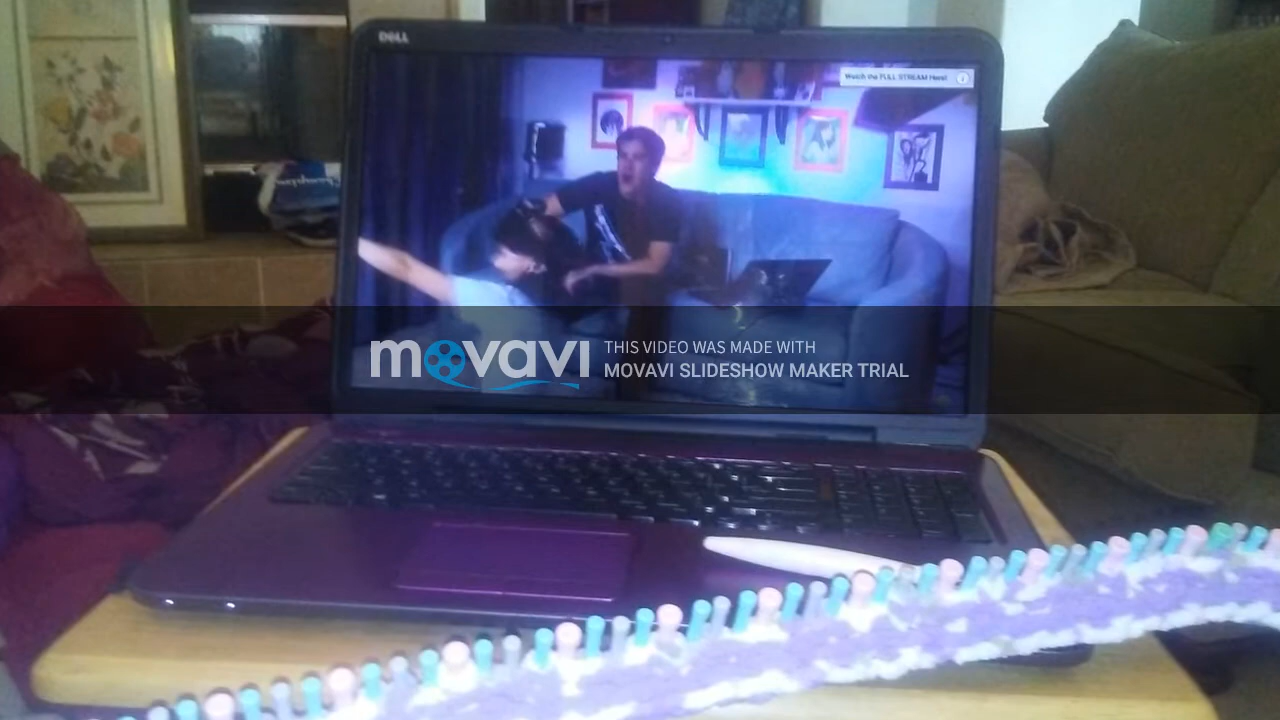 DELL
Watch the FULL STREAM Here!
movavi
THIS VIDEO WAS MADE WITH
MOVAVI SLIDESHOW MAKER TRIAL